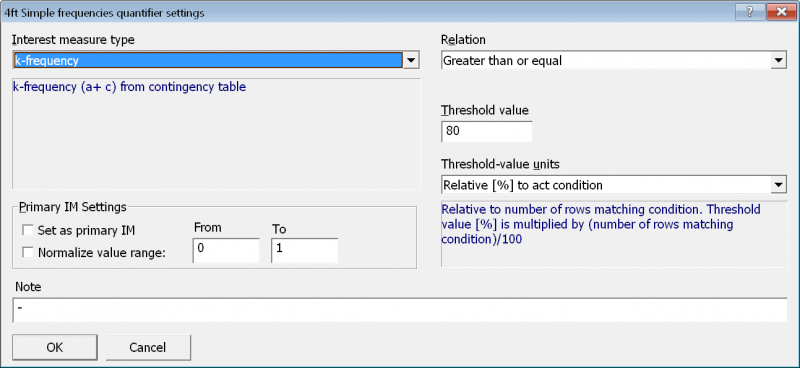 4ft Simple frequencies quantifier settings
Interest measure type
k-frequency
k-frequency (a+ c) from contingency table
Relation
Greater than or equal
Threshold value
80
Threshold-value units
Relative [%] to act condition
Relative to number of rows matching condition. Threshold
value [%] is multiplied by (number of rows matching
condition)/100
Primary IM Settings
Set as primary IM
Normalize value range:
From
To
0
1
Note
-
OK
Cancel